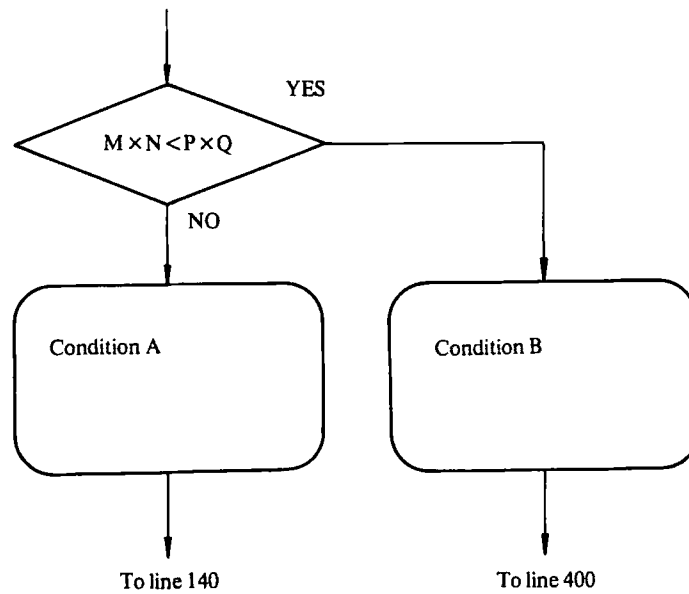 YES
M×N<P×Q
NO
Condition A
Condition B
To line 140
To line 400